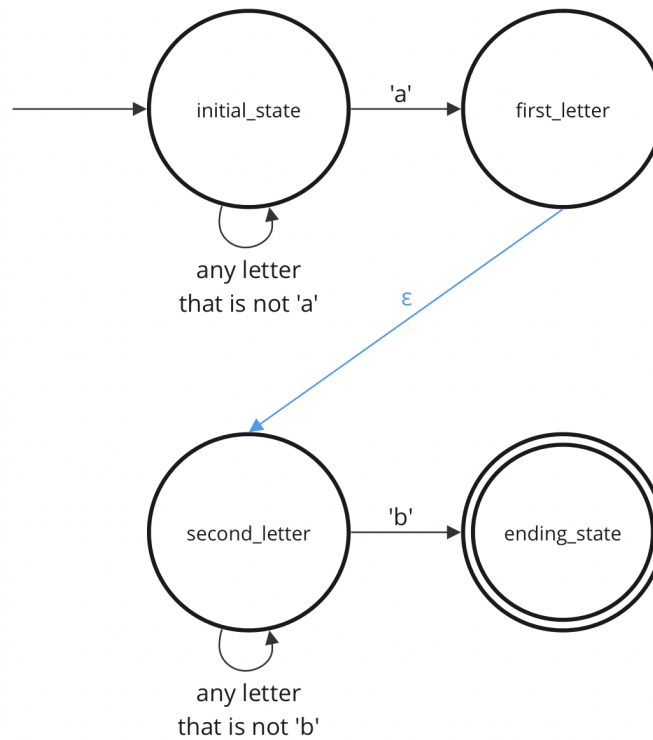 'a'
initial_state
first_letter
any letter
that is not 'a'
ε
'b'
second_letter
ending_state
any letter
that is not 'b'